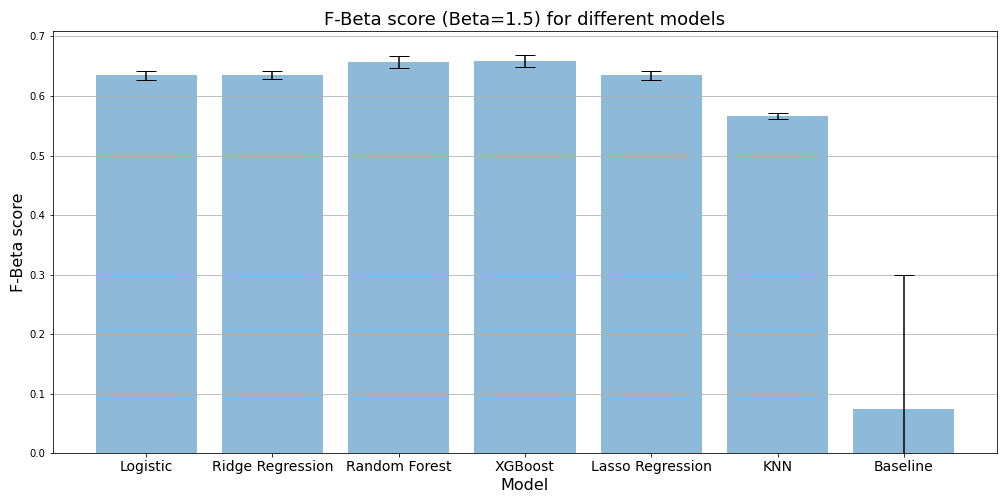 F-Beta score (Beta=1.5) for different models
F-Beta score
0.7
0.6
0.5
0.4
0.3
0.2
0.1
0.0
Logistic
Ridge Regression
Random Forest
XGBoost
Lasso Regression
KNN
Baseline
Model